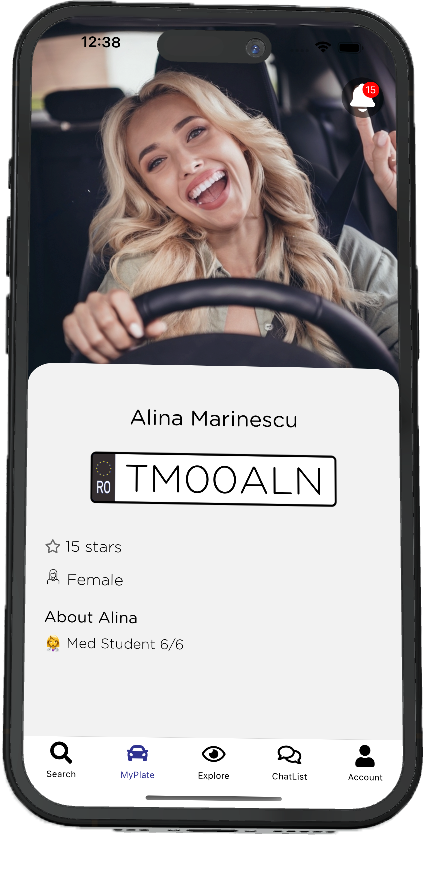 12:38
15
Alina Marinescu
RO TM00ALN
15 stars
Female
About Alina
Med Student 6/6
Search MyPlate Explore ChatList Account